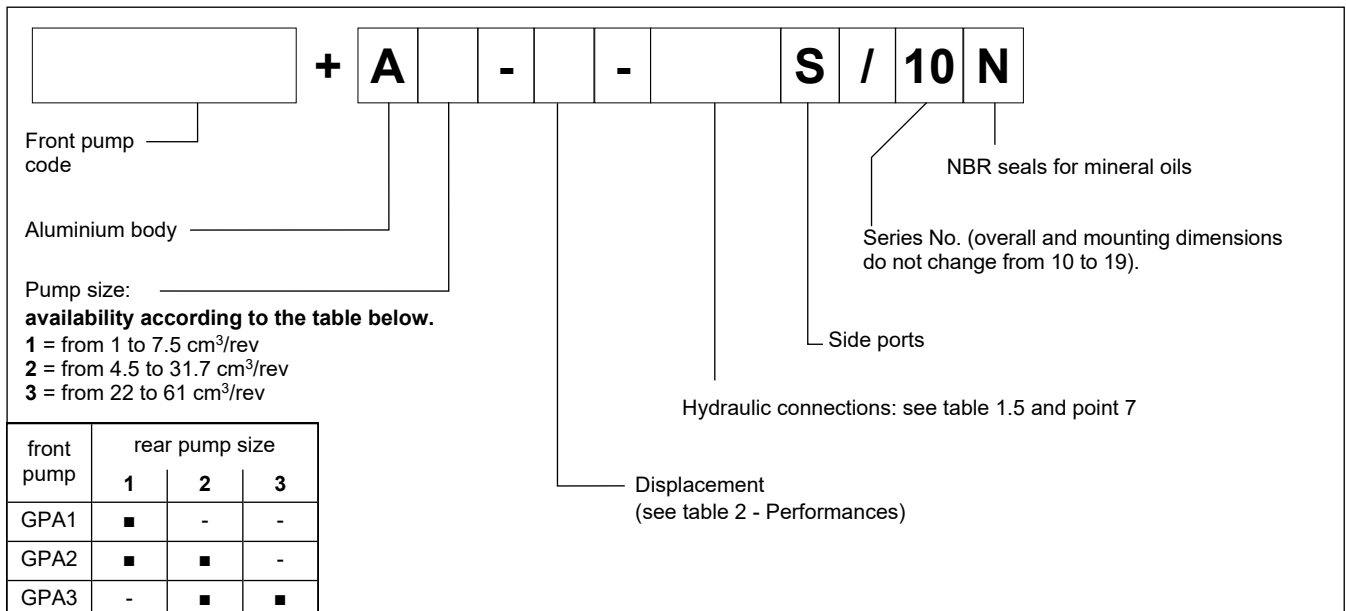 + A - - S / 10 N
Front pump
code
NBR seals for mineral oils
Aluminium body
Series No. (overall and mounting dimensions
do not change from 10 to 19).
Pump size:
availability according to the table below.
1 = from 1 to 7.5 cm³/rev
2 = from 4.5 to 31.7 cm³/rev
3 = from 22 to 61 cm³/rev
Side ports
Hydraulic connections: see table 1.5 and point 7
Displacement
(see table 2 - Performances)
front pump rear pump size
1 2 3
GPA1 ■ - -
GPA2 ■ ■ -
GPA3 - ■ ■